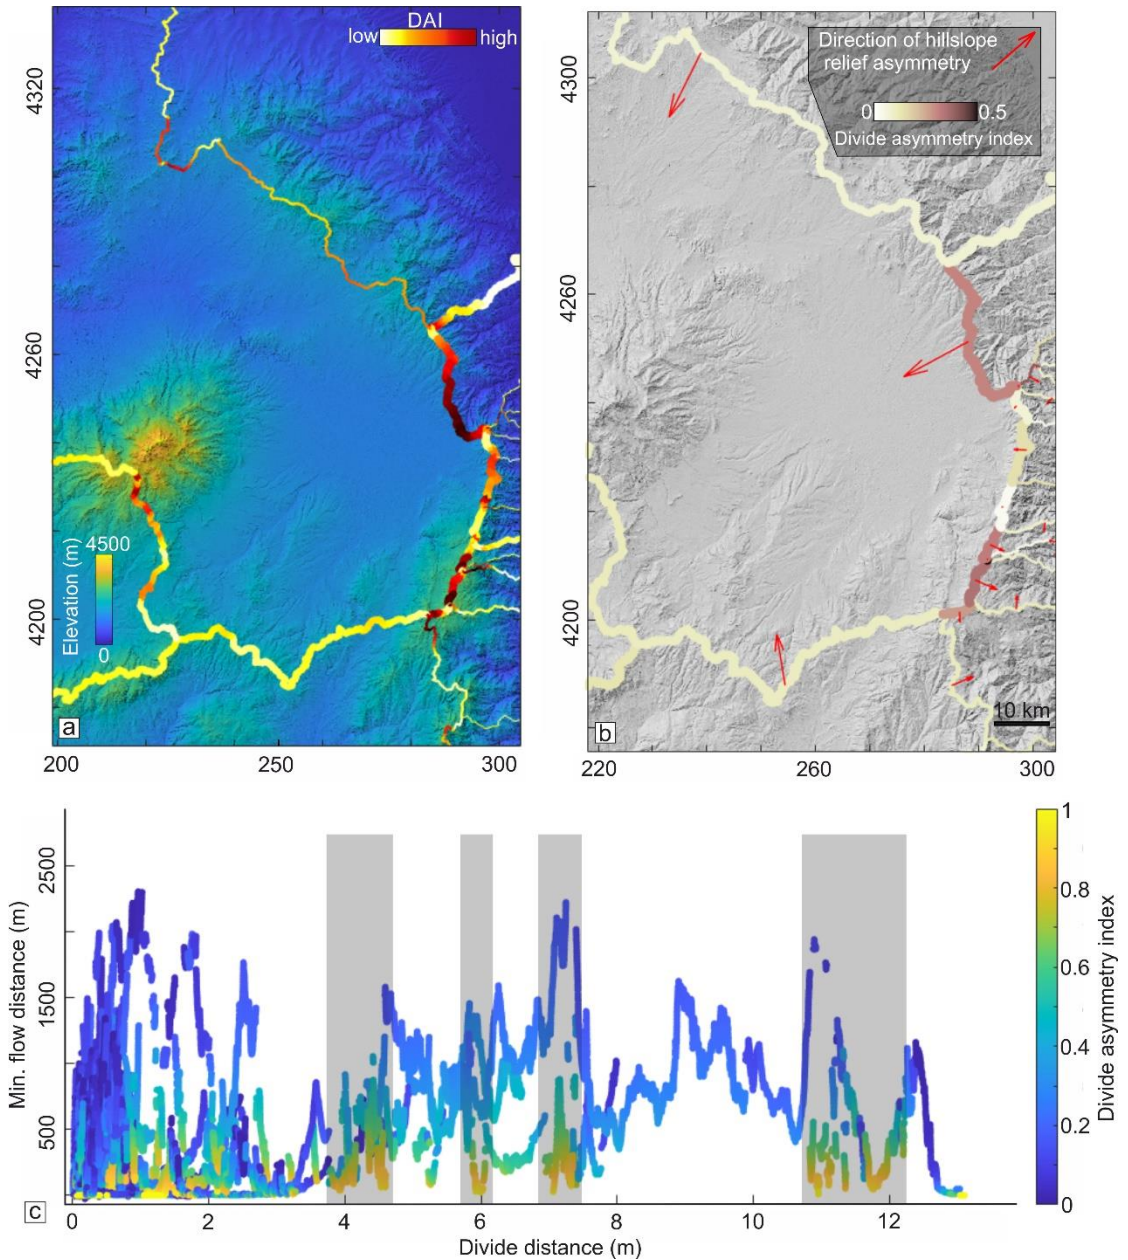 DAI
low high
4320
4260
4200
4500
Elevation (m)
0
a
200 250 300
Direction of hillslope
relief asymmetry
0 0.5
Divide asymmetry index
4300
4260
4200
10 km
b
220 260 300
Min. flow distance (m)
2500
1500
500
c
0 2 4 6 8 10 12
Divide distance (m)
1
0.8
0.6
0.4
0.2
0
Divide asymmetry index